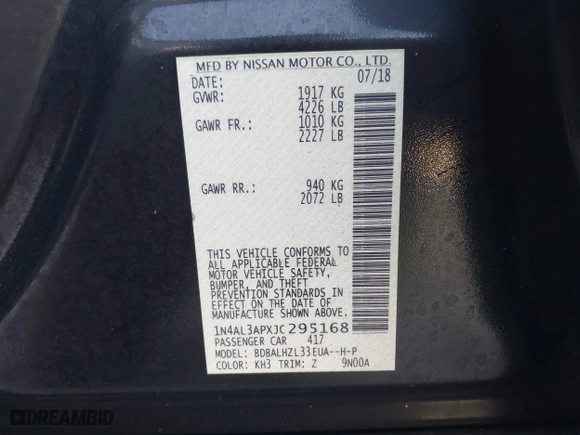 MFD BY NISSAN MOTOR CO., LTD.
DATE: 07/18
GVWR: 1917 KG
4226 LB
GAWR FR.: 1010 KG
2227 LB
GAWR RR.: 940 KG
2072 LB
THIS VEHICLE CONFORMS TO
ALL APPLICABLE FEDERAL
MOTOR VEHICLE SAFETY,
BUMPER, AND THEFT
PREVENTION STANDARDS IN
EFFECT ON THE DATE OF
MANUFACTURE SHOWN ABOVE.
1N4AL3APXJC295168
PASSENGER CAR 417
MODEL: BDBALHZL33EUA--H-P
COLOR: KH3 TRIM: Z 9N00A
DREAMBID